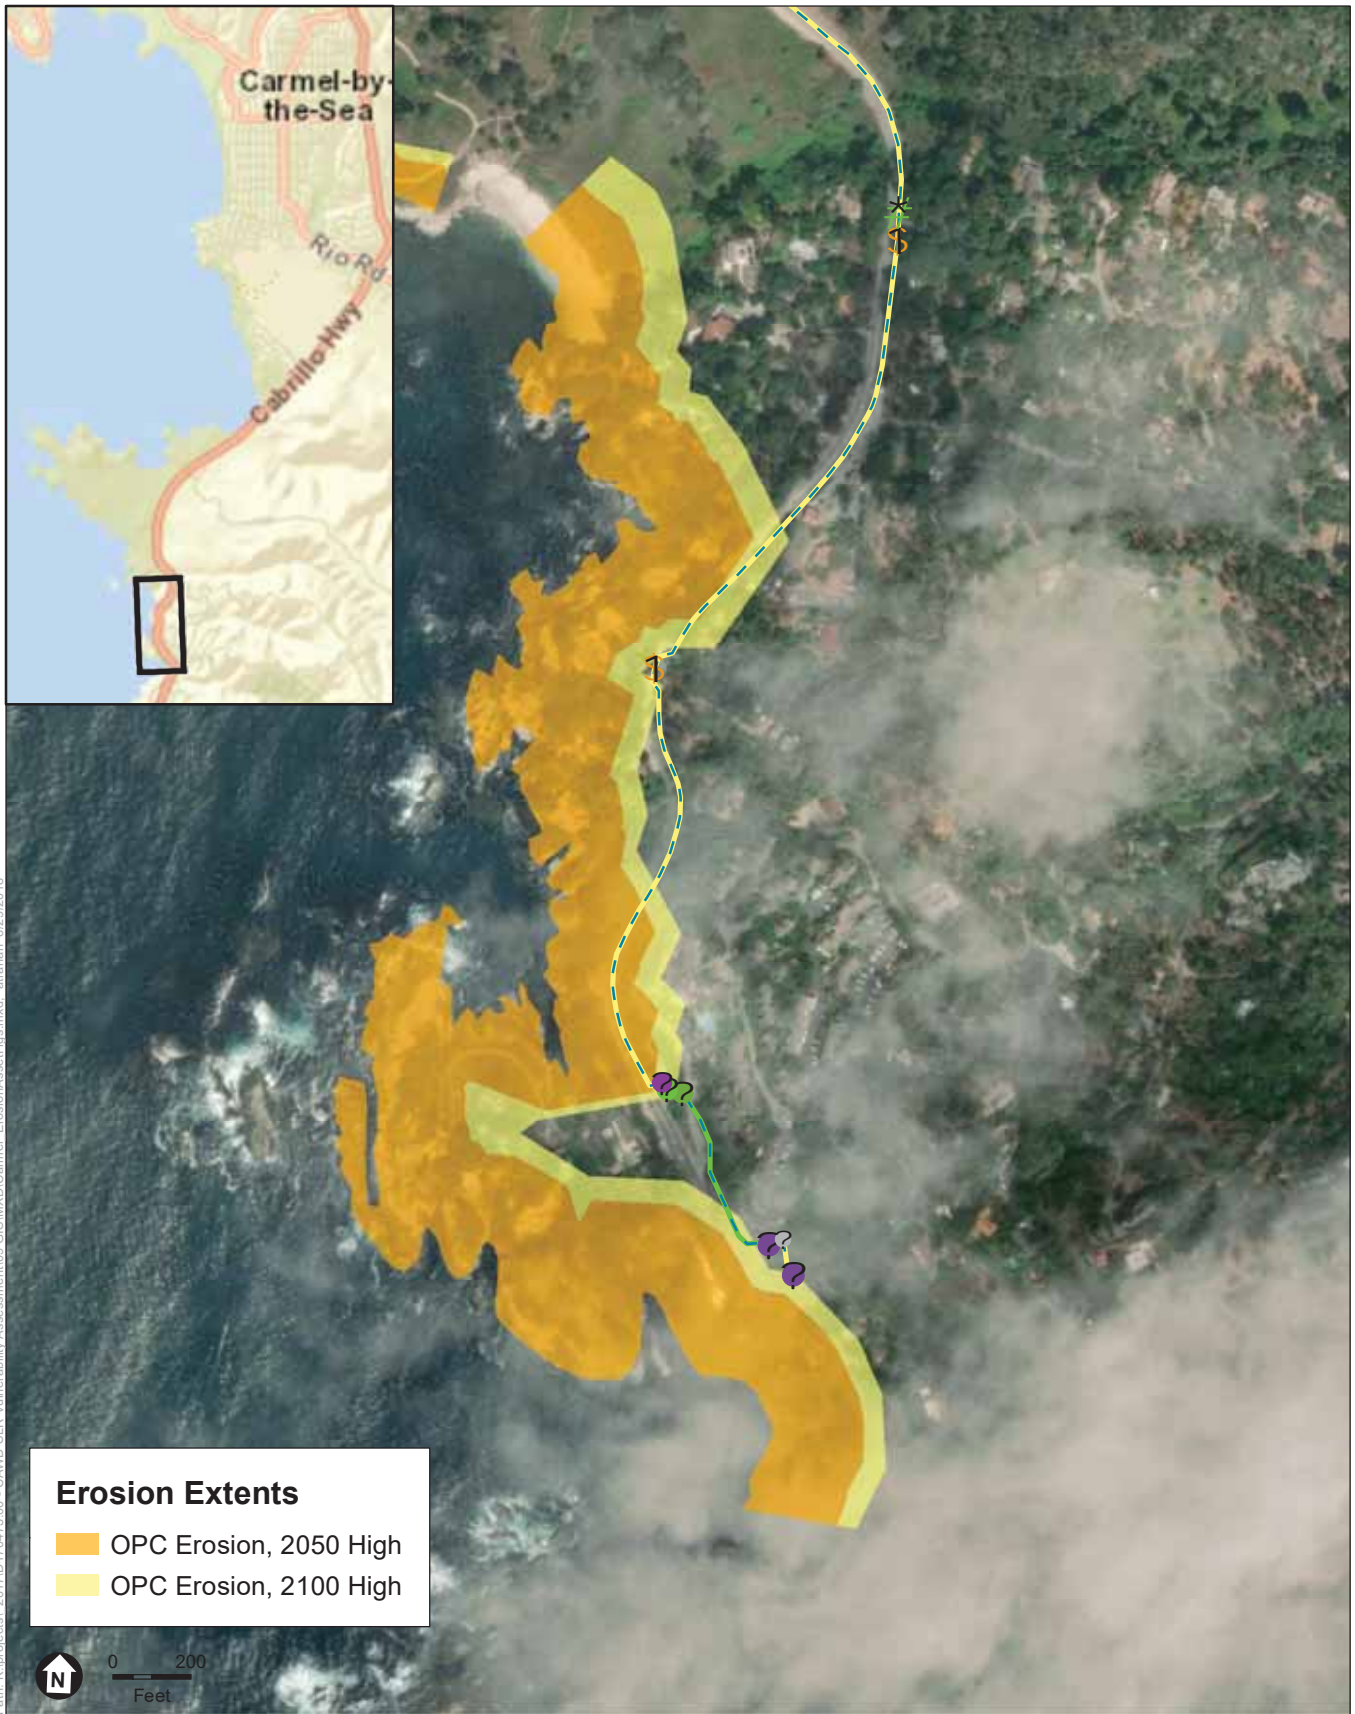 Carmel-by-
the-Sea
Rio Rd
Cabrillo Hwy
Erosion Extents
OPC Erosion, 2050 High
OPC Erosion, 2100 High
N
0 200
Feet